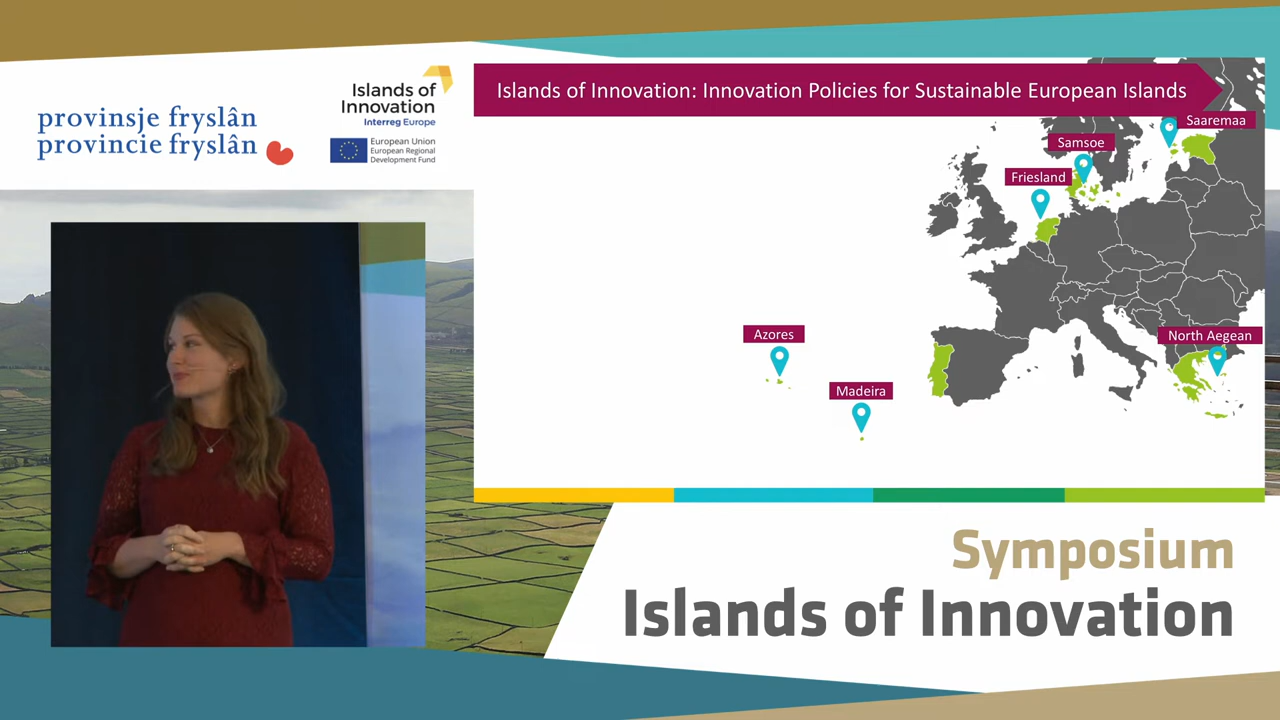 provinsje fryslân
provincie fryslân
Islands of
Innovation
Interreg Europe
European Union
European Regional
Development Fund
Islands of Innovation: Innovation Policies for Sustainable European Islands
Saaremaa
Samsoe
Friesland
North Aegean
Azores
Madeira
Symposium
Islands of Innovation